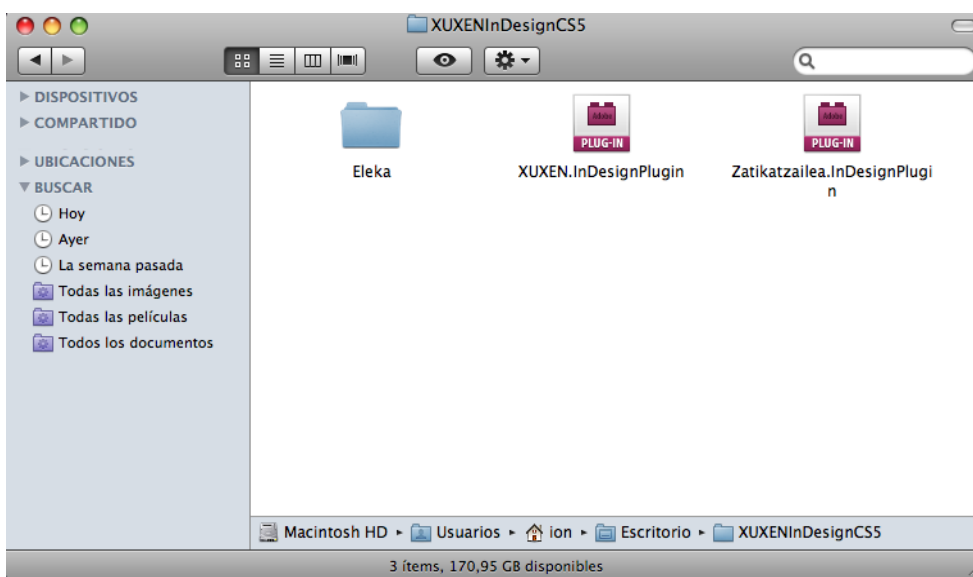 XUXENInDesignCS5
DISPOSITIVOS
COMPARTIDO
UBICACIONES
BUSCAR
Hoy
Ayer
La semana pasada
Todas las imágenes
Todas las películas
Todos los documentos
Adobe
PLUG-IN
Adobe
PLUG-IN
Eleka
XUXEN.InDesignPlugin
Zatikatzailea.InDesignPlugi
n
Macintosh HD ▸ Usuarios ▸ ion ▸ Escritorio ▸ XUXENInDesignCS5
3 ítems, 170,95 GB disponibles